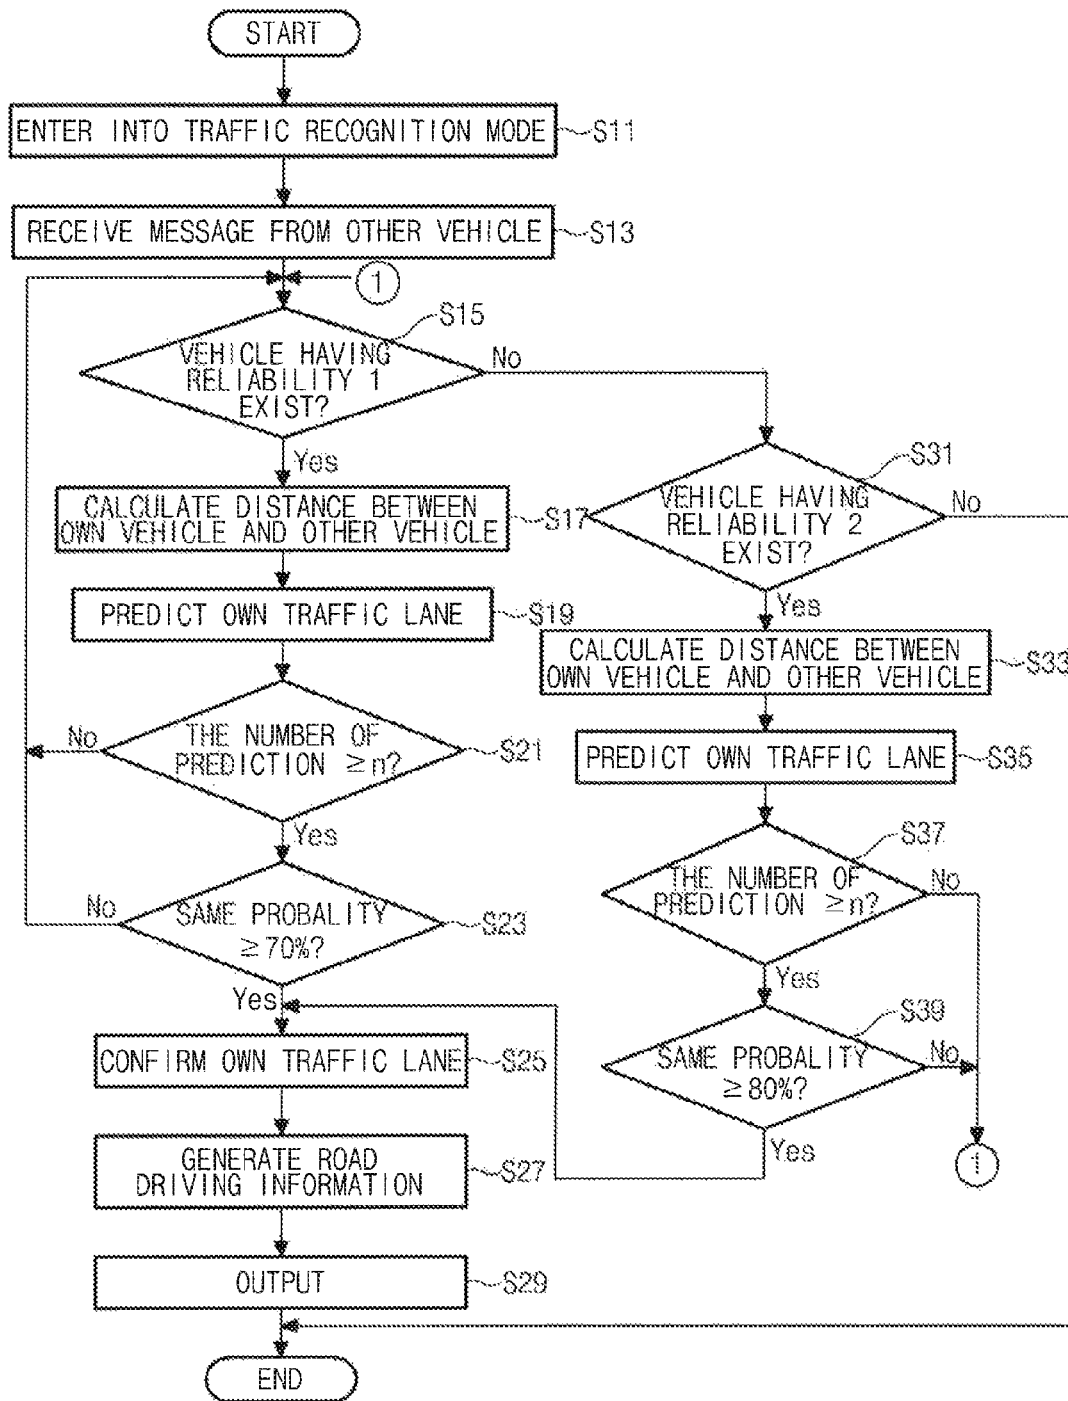 START
ENTER INTO TRAFFIC RECOGNITION MODE
S11
RECEIVE MESSAGE FROM OTHER VEHICLE
S13
1
S15
VEHICLE HAVING
RELIABILITY 1
EXIST?
No
Yes
CALCULATE DISTANCE BETWEEN
OWN VEHICLE AND OTHER VEHICLE
S17
PREDICT OWN TRAFFIC LANE
S19
THE NUMBER OF
PREDICTION ≥n?
S21
No
Yes
SAME PROBALITY
≥70%?
S23
No
Yes
CONFIRM OWN TRAFFIC LANE
S25
GENERATE ROAD
DRIVING INFORMATION
S27
OUTPUT
S29
END
S31
VEHICLE HAVING
RELIABILITY 2
EXIST?
No
Yes
CALCULATE DISTANCE BETWEEN
OWN VEHICLE AND OTHER VEHICLE
S33
PREDICT OWN TRAFFIC LANE
S35
S37
THE NUMBER OF
PREDICTION ≥n?
No
Yes
S39
SAME PROBALITY
≥80%?
No
Yes
1